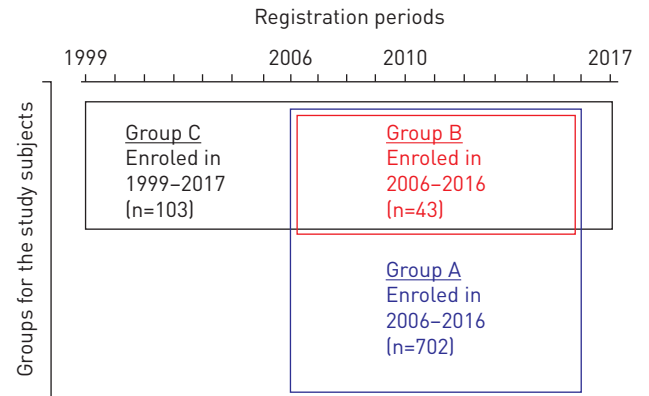 Registration periods
1999 2006 2010 2017
Groups for the study subjects
Group C
Enroled in
1999–2017
(n=103)
Group B
Enroled in
2006–2016
(n=43)
Group A
Enroled in
2006–2016
(n=702)